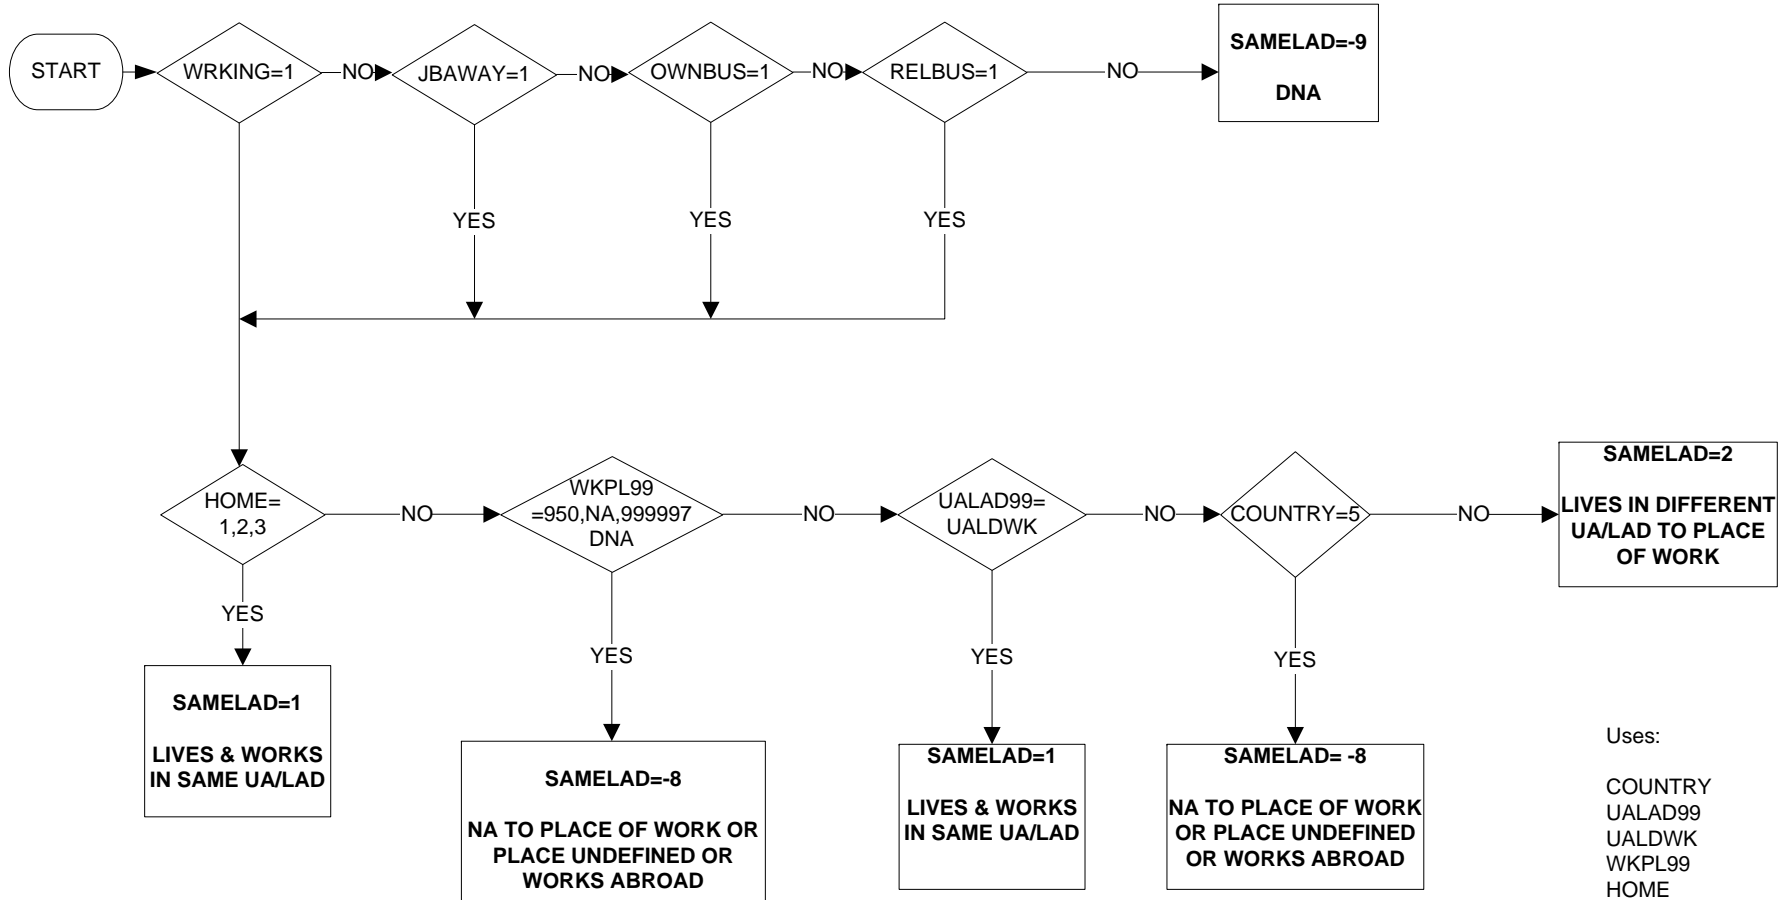 START
WRKING=1
NO
JBAWAY=1
NO
OWNBUS=1
NO
RELBUS=1
NO
SAMELAD=-9
DNA
YES
YES
YES
HOME=
1,2,3
NO
WKPL99
=950,NA,999997
DNA
NO
UALAD99=
UALDWK
NO
COUNTRY=5
NO
SAMELAD=2
LIVES IN DIFFERENT
UA/LAD TO PLACE
OF WORK
YES
YES
YES
YES
SAMELAD=1
LIVES & WORKS
IN SAME UA/LAD
SAMELAD=-8
NA TO PLACE OF WORK OR
PLACE UNDEFINED OR
WORKS ABROAD
SAMELAD=1
LIVES & WORKS
IN SAME UA/LAD
SAMELAD= -8
NA TO PLACE OF WORK
OR PLACE UNDEFINED
OR WORKS ABROAD
Uses:
COUNTRY
UALAD99
UALDWK
WKPL99
HOME